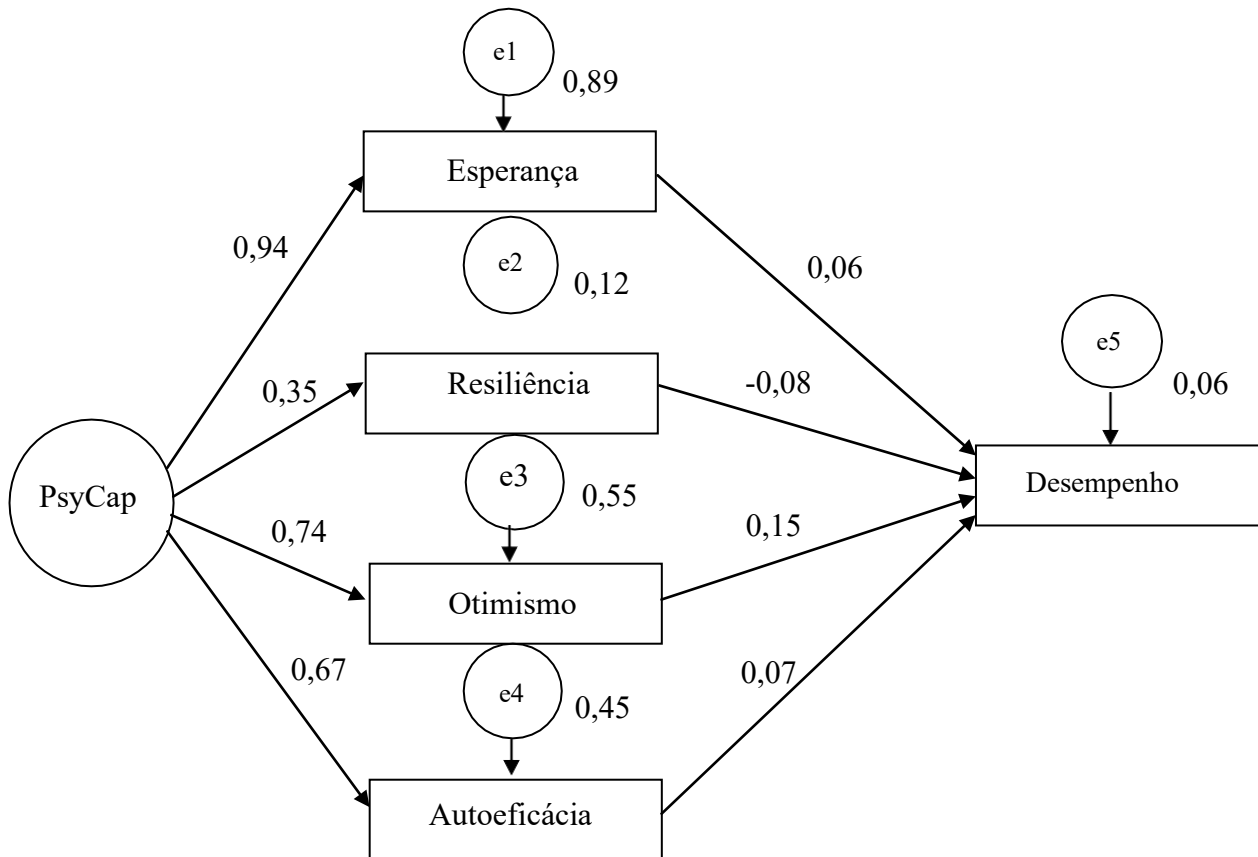 e1
0,89
Esperança
0,94
e2
0,12
0,06
e5
0,06
Resiliência
0,35
-0,08
PsyCap
e3
0,55
Desempenho
0,74
0,15
Otimismo
0,67
e4
0,45
0,07
Autoeficácia